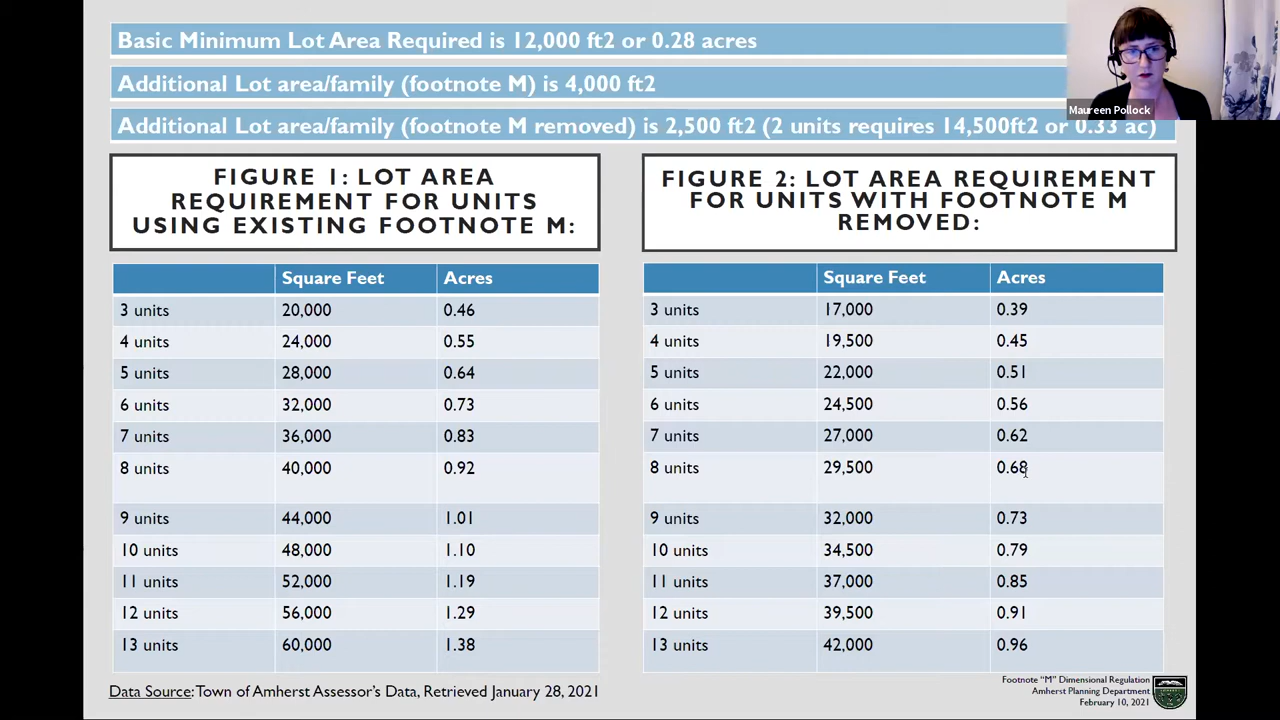 Basic Minimum Lot Area Required is 12,000 ft2 or 0.28 acres
Additional Lot area/family (footnote M) is 4,000 ft2
Additional Lot area/family (footnote M removed) is 2,500 ft2 (2 units requires 14,500ft2 or 0.33 ac)
Maureen Pollock
FIGURE 1: LOT AREA
REQUIREMENT FOR UNITS
USING EXISTING FOOTNOTE M:
Square Feet Acres
3 units 20,000 0.46
4 units 24,000 0.55
5 units 28,000 0.64
6 units 32,000 0.73
7 units 36,000 0.83
8 units 40,000 0.92
9 units 44,000 1.01
10 units 48,000 1.10
11 units 52,000 1.19
12 units 56,000 1.29
13 units 60,000 1.38
FIGURE 2: LOT AREA REQUIREMENT
FOR UNITS WITH FOOTNOTE M
REMOVED:
Square Feet Acres
3 units 17,000 0.39
4 units 19,500 0.45
5 units 22,000 0.51
6 units 24,500 0.56
7 units 27,000 0.62
8 units 29,500 0.68
9 units 32,000 0.73
10 units 34,500 0.79
11 units 37,000 0.85
12 units 39,500 0.91
13 units 42,000 0.96
Data Source: Town of Amherst Assessor's Data, Retrieved January 28, 2021
Footnote "M" Dimensional Regulation
Amherst Planning Department
February 10, 2021